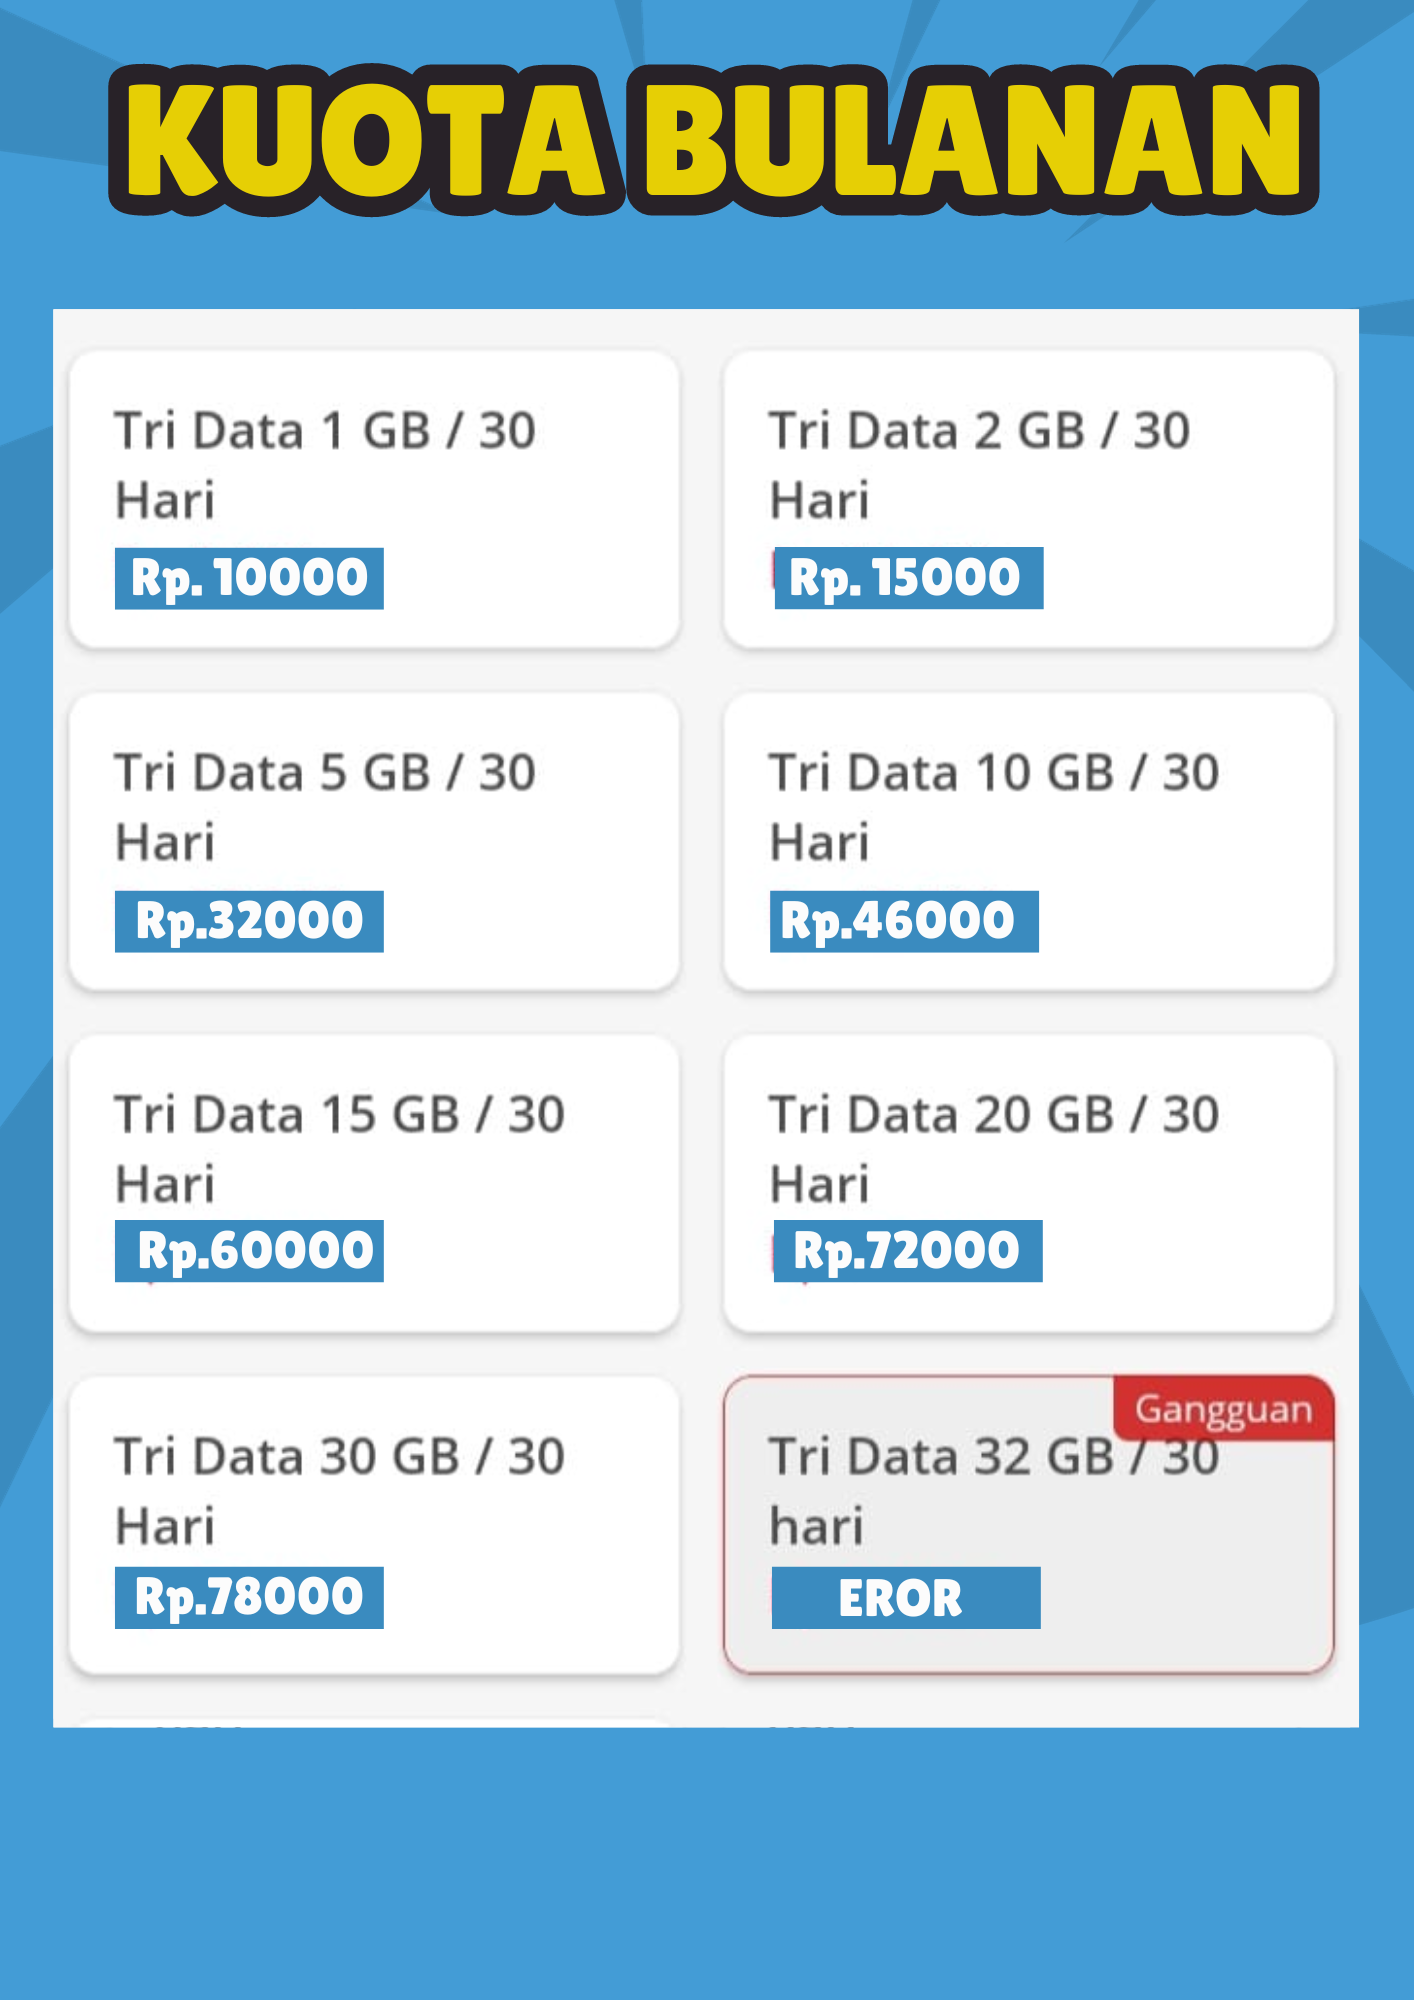 KUOTA BULANAN
Tri Data 1 GB / 30
Hari
Rp. 10000
Tri Data 2 GB / 30
Hari
Rp. 15000
Tri Data 5 GB / 30
Hari
Rp.32000
Tri Data 10 GB / 30
Hari
Rp.46000
Tri Data 15 GB / 30
Hari
Rp.60000
Tri Data 20 GB / 30
Hari
Rp.72000
Tri Data 30 GB / 30
Hari
Rp.78000
Gangguan
Tri Data 32 GB / 30
hari
EROR